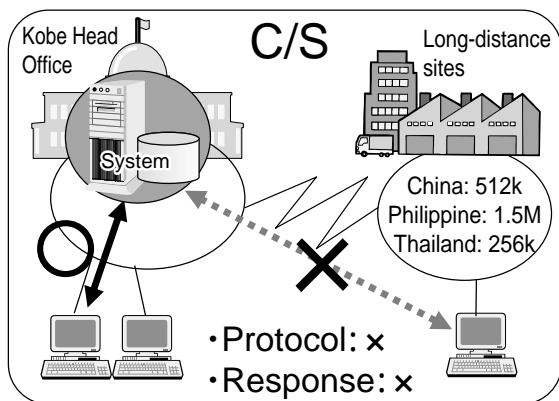 Kobe Head
Office
C/S
Long-distance
sites
System
China: 512k
Philippine: 1.5M
Thailand: 256k
・Protocol: ×
・Response: ×